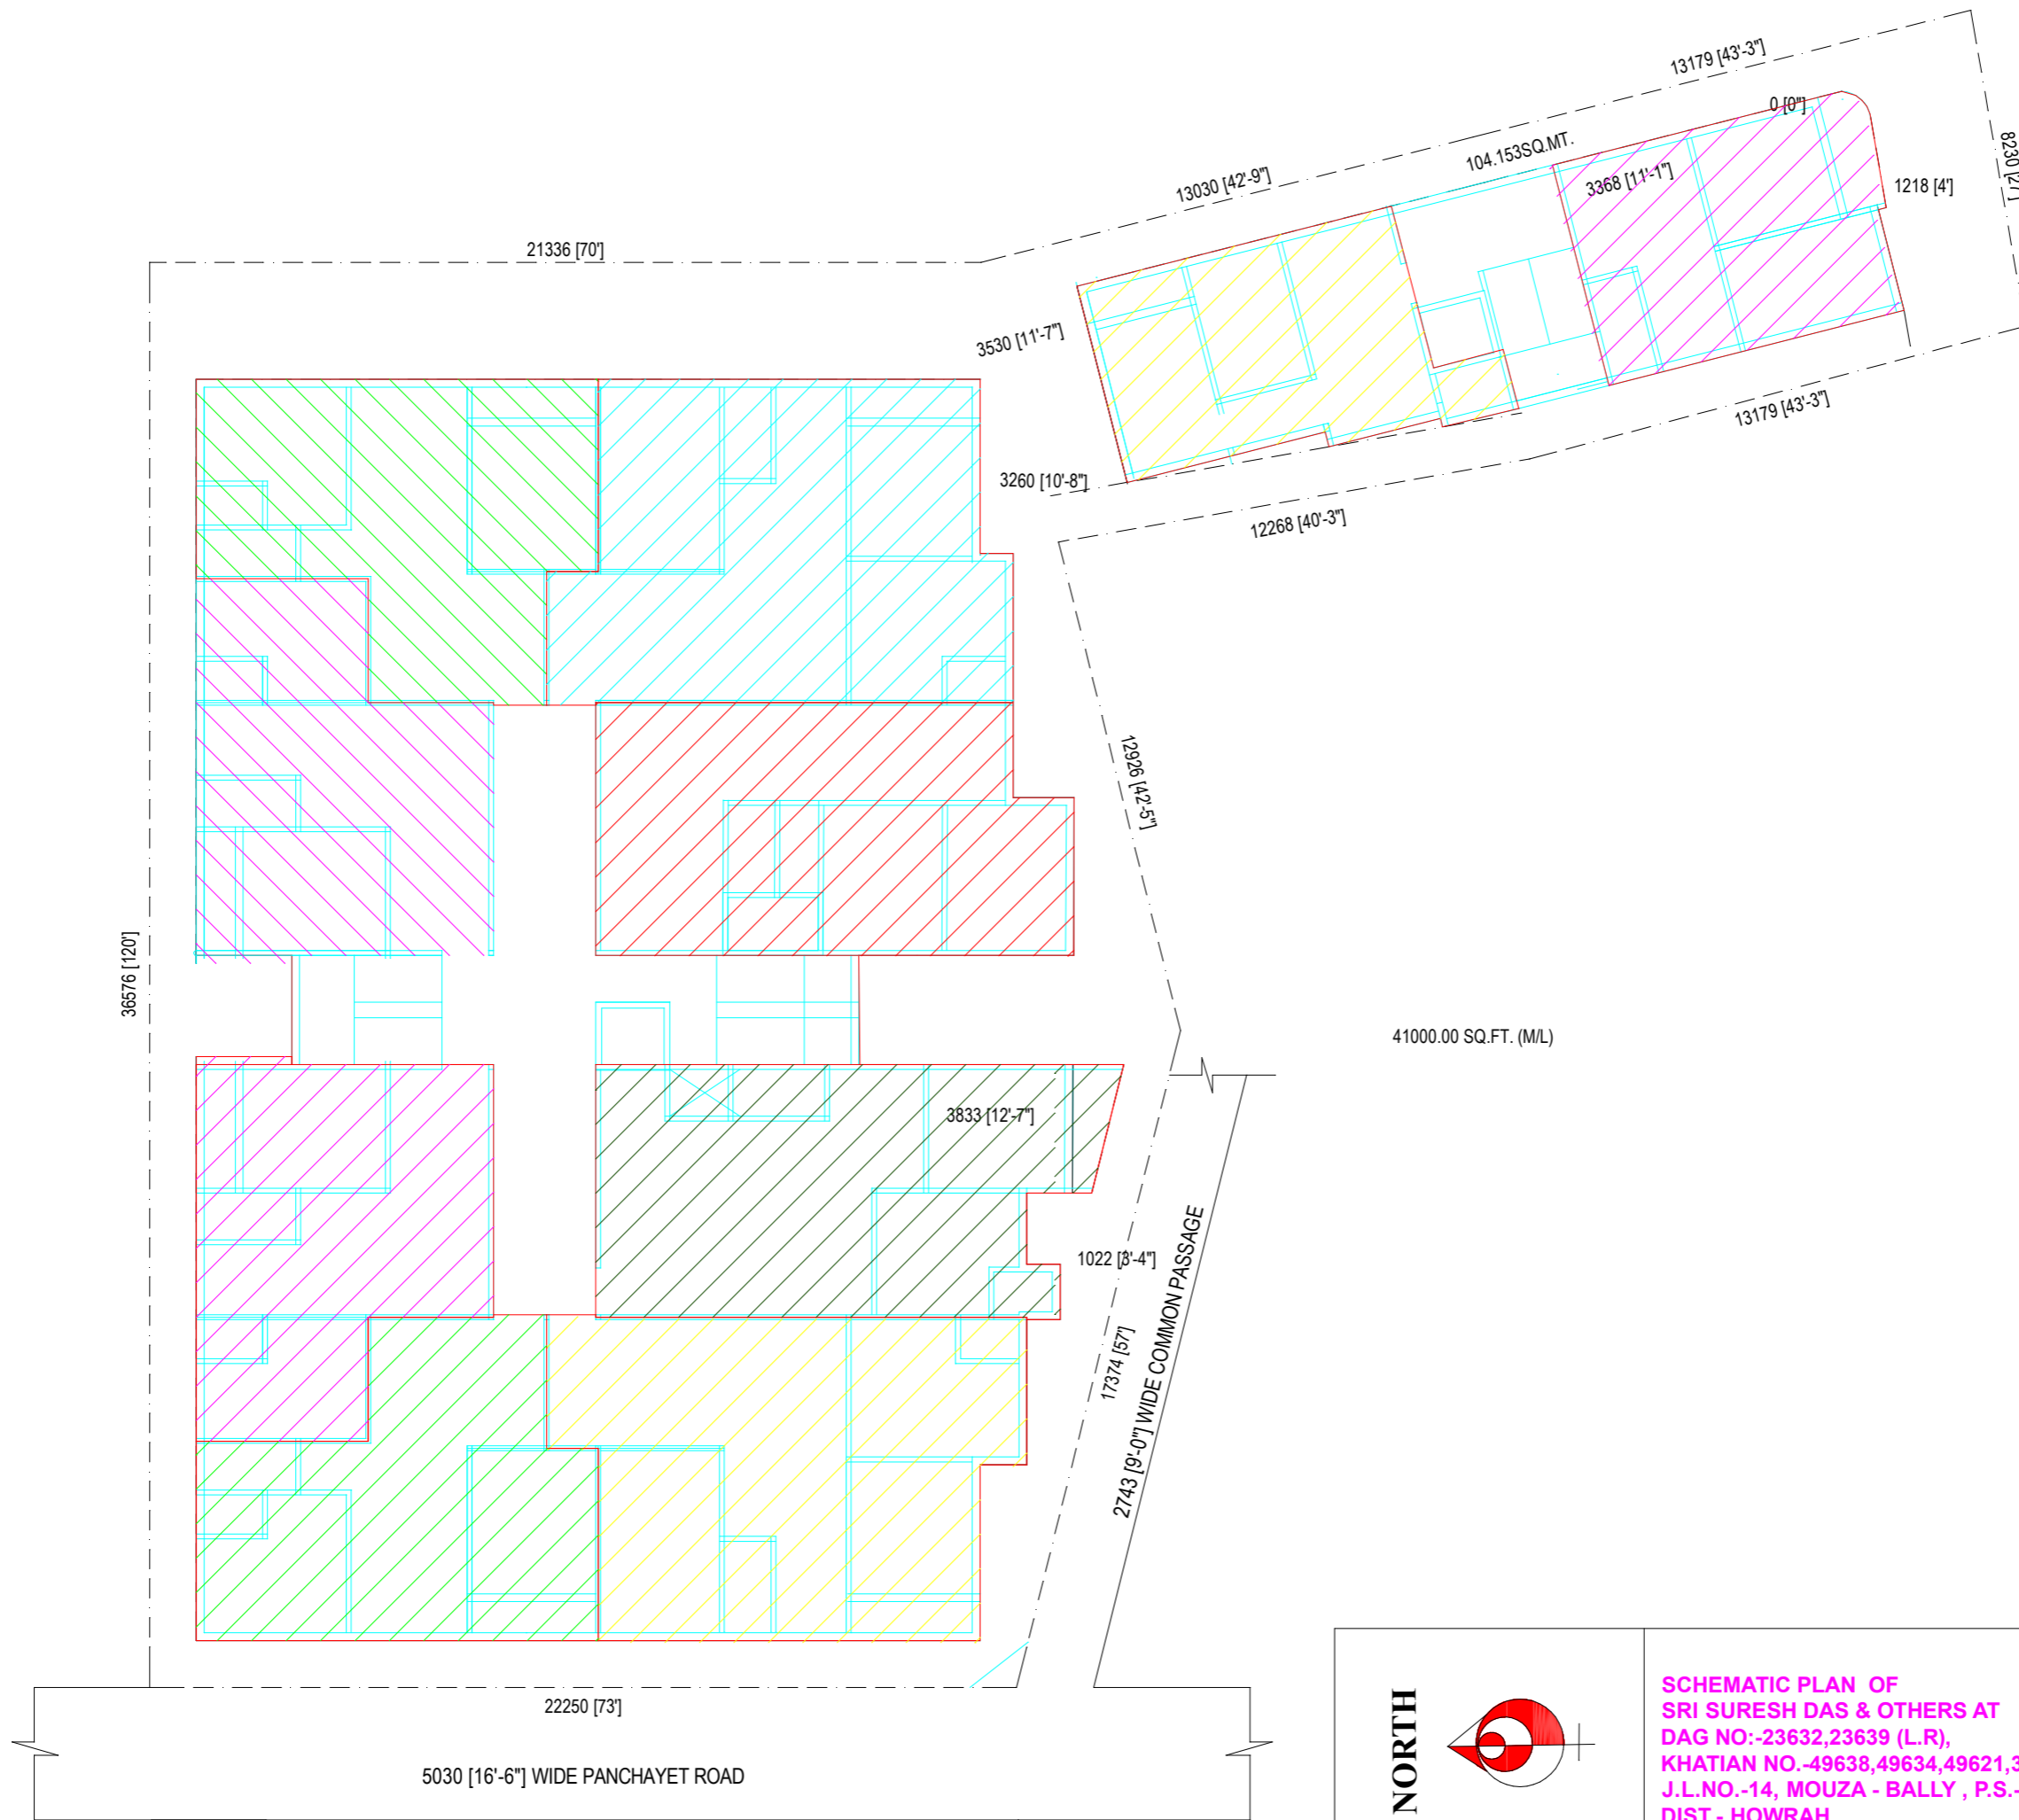 13179 [43'-3"]
0 [0"]
104.153SQ.MT.
8230 [27']
13030 [42'-9"]
3368 [11'-1"]
1218 [4']
21336 [70']
3530 [11'-7"]
13179 [43'-3"]
3260 [10'-8"]
12268 [40'-3"]
12926 [42'-5"]
36576 [120']
41000.00 SQ.FT. (M/L)
3833 [12'-7"]
1022 [3'-4"]
17374 [57']
2743 [9'-0"] WIDE COMMON PASSAGE
22250 [73']
5030 [16'-6"] WIDE PANCHAYET ROAD
NORTH
SCHEMATIC PLAN OF
SRI SURESH DAS & OTHERS AT
DAG NO:-23632,23639 (L.R),
KHATIAN NO.-49638,49634,49621,3
J.L.NO.-14, MOUZA - BALLY , P.S.-
DIST.- HOWRAH